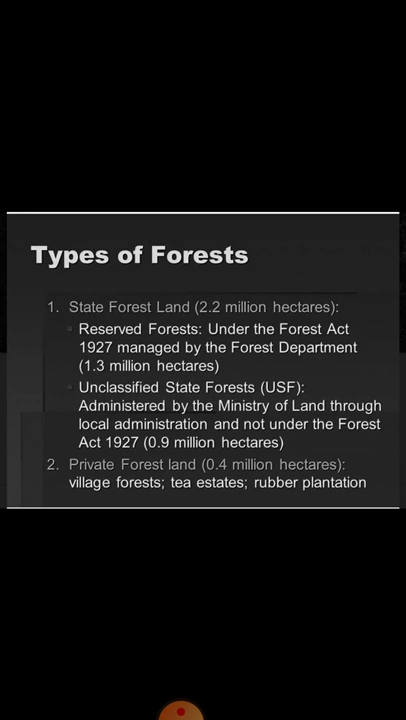 Types of Forests
1. State Forest Land (2.2 million hectares):
Reserved Forests: Under the Forest Act
1927 managed by the Forest Department
(1.3 million hectares)
Unclassified State Forests (USF):
Administered by the Ministry of Land through
local administration and not under the Forest
Act 1927 (0.9 million hectares)
2. Private Forest land (0.4 million hectares):
village forests; tea estates; rubber plantation